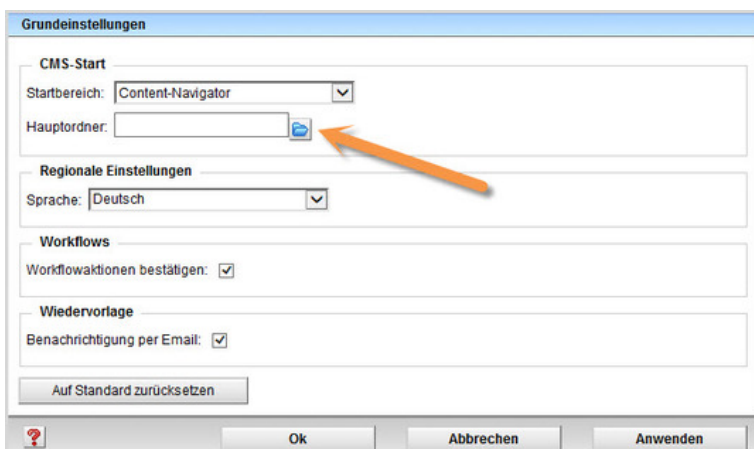 Grundeinstellungen
CMS-Start
Startbereich: Content-Navigator
Hauptordner:
Regionale Einstellungen
Sprache: Deutsch
Workflows
Workflowaktionen bestätigen:
Wiedervorlage
Benachrichtigung per Email:
Auf Standard zurücksetzen
? Ok Abbrechen Anwenden